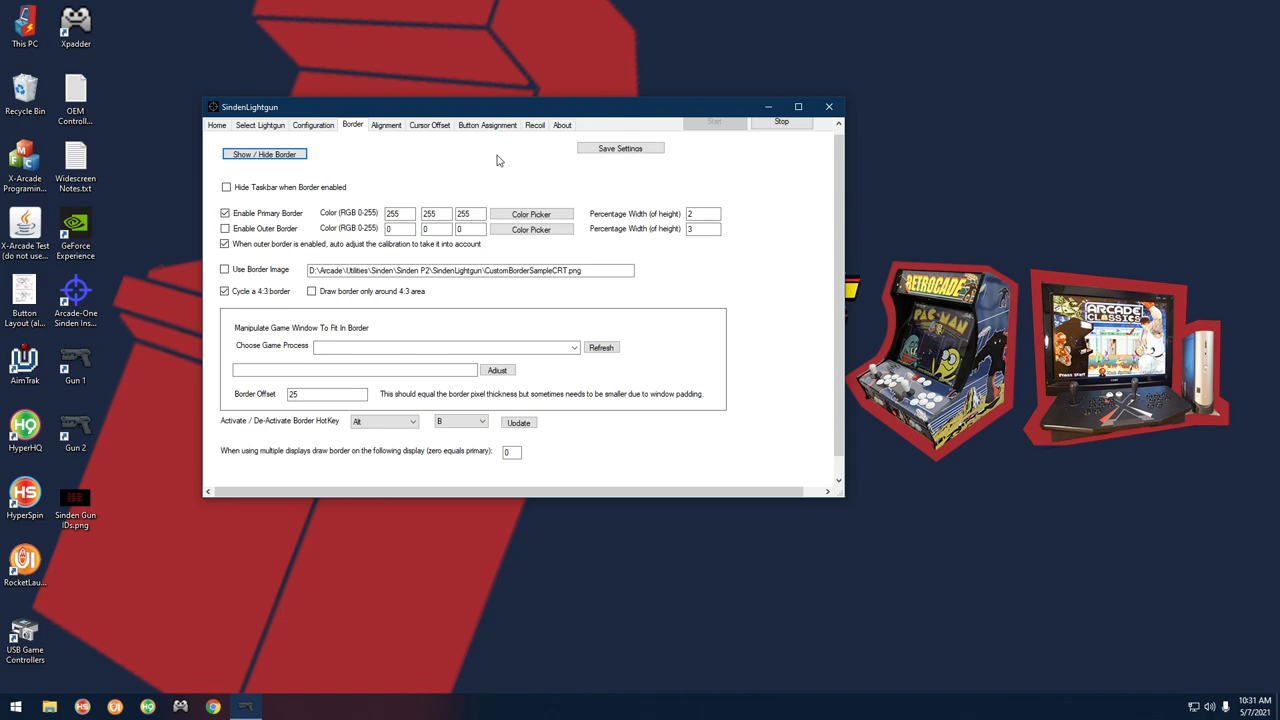 This PC
Xpadder
Recycle Bin
OEM
Controll...
X-Arcade
Programin...
Widescreen
Notes.txt
X-Arcade Test
(do not use...
GeForce
Experience
Button
Layout (al...
Arcade-One
Sinden Ins...
AimTrak
Gun 1
HyperHQ
Gun 2
HyperSpin
Sinden Gun
IDs.png
RocketLau...
USB Game
Controllers
SindenLightgun
Home
Select Lightgun
Configuration
Border
Alignment
Cursor Offset
Button Assignment
Recoil
About
Start
Stop
Show / Hide Border
Save Settings
Hide Taskbar when Border enabled
Enable Primary Border Color (RGB 0-255) 255 255 255 Color Picker Percentage Width (of height) 2
Enable Outer Border Color (RGB 0-255) 0 0 0 Color Picker Percentage Width (of height) 3
When outer border is enabled, auto adjust the calibration to take it into account
Use Border Image D:\Arcade\Utilities\Sinden\Sinden P2\SindenLightgun\CustomBorderSampleCRT.png
Cycle a 4:3 border Draw border only around 4:3 area
Manipulate Game Window To Fit In Border
Choose Game Process Refresh
Adjust
Border Offset 25 This should equal the border pixel thickness but sometimes needs to be smaller due to window padding.
Activate / De-Activate Border HotKey Alt B Update
When using multiple displays draw border on the following display (zero equals primary): 0
RETROCADE
PAC-MAN
ARCADE
CLASSICS
Press Start
10:31 AM
5/7/2021